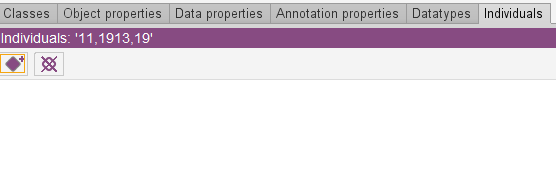 Classes Object properties Data properties Annotation properties Datatypes Individuals
Individuals: '11,1913,19'